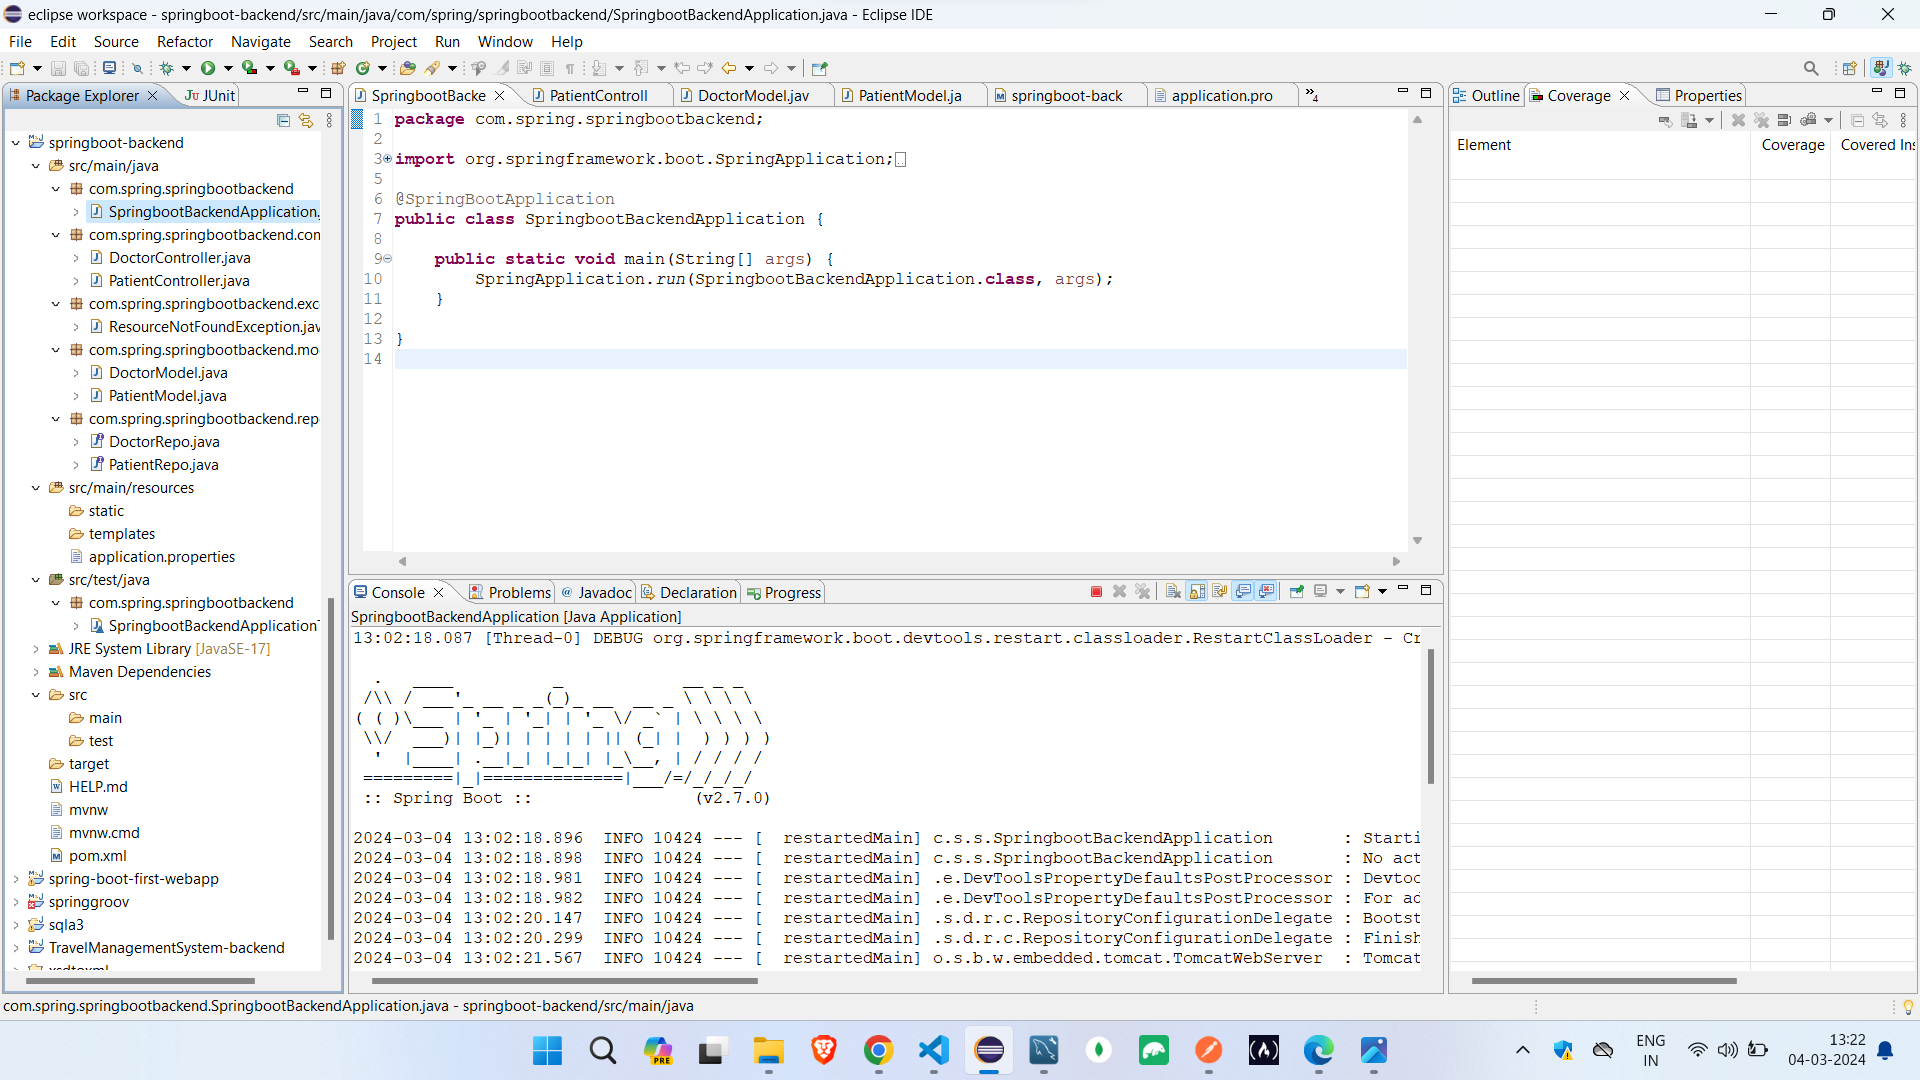 eclipse workspace - springboot-backend/src/main/java/com/spring/springbootbackend/SpringbootBackendApplication.java - Eclipse IDE
File Edit Source Refactor Navigate Search Project Run Window Help
Package Explorer JUnit
springboot-backend
src/main/java
com.spring.springbootbackend
SpringbootBackendApplication.
com.spring.springbootbackend.con
DoctorController.java
PatientController.java
com.spring.springbootbackend.exc
ResourceNotFoundException.jav
com.spring.springbootbackend.mo
DoctorModel.java
PatientModel.java
com.spring.springbootbackend.rep
DoctorRepo.java
PatientRepo.java
src/main/resources
static
templates
application.properties
src/test/java
com.spring.springbootbackend
SpringbootBackendApplicationT
JRE System Library [JavaSE-17]
Maven Dependencies
src
main
test
target
HELP.md
mvnw
mvnw.cmd
pom.xml
spring-boot-first-webapp
springgroov
sqla3
TravelManagementSystem-backend
SpringbootBacke PatientControll DoctorModel.jav PatientModel.ja springboot-back application.pro »4
1 package com.spring.springbootbackend;
2
3 import org.springframework.boot.SpringApplication;
5
6 @SpringBootApplication
7 public class SpringbootBackendApplication {
8
9 public static void main(String[] args) {
10 SpringApplication.run(SpringbootBackendApplication.class, args);
11 }
12
13 }
14
Console Problems @ Javadoc Declaration Progress
SpringbootBackendApplication [Java Application]
13:02:18.087 [Thread-0] DEBUG org.springframework.boot.devtools.restart.classloader.RestartClassLoader - Cr
Spring
:: Spring Boot :: (v2.7.0)
2024-03-04 13:02:18.896 INFO 10424 --- [ restartedMain] c.s.s.SpringbootBackendApplication : Starti
2024-03-04 13:02:18.898 INFO 10424 --- [ restartedMain] c.s.s.SpringbootBackendApplication : No act
2024-03-04 13:02:18.981 INFO 10424 --- [ restartedMain] .e.DevToolsPropertyDefaultsPostProcessor : Devtoo
2024-03-04 13:02:18.982 INFO 10424 --- [ restartedMain] .e.DevToolsPropertyDefaultsPostProcessor : For ad
2024-03-04 13:02:20.147 INFO 10424 --- [ restartedMain] .s.d.r.c.RepositoryConfigurationDelegate : Bootst
2024-03-04 13:02:20.299 INFO 10424 --- [ restartedMain] .s.d.r.c.RepositoryConfigurationDelegate : Finish
2024-03-04 13:02:21.567 INFO 10424 --- [ restartedMain] o.s.b.w.embedded.tomcat.TomcatWebServer : Tomcat
Outline Coverage Properties
Element Coverage Covered Ins
com.spring.springbootbackend.SpringbootBackendApplication.java - springboot-backend/src/main/java
PRE
ENG
IN
13:22
04-03-2024